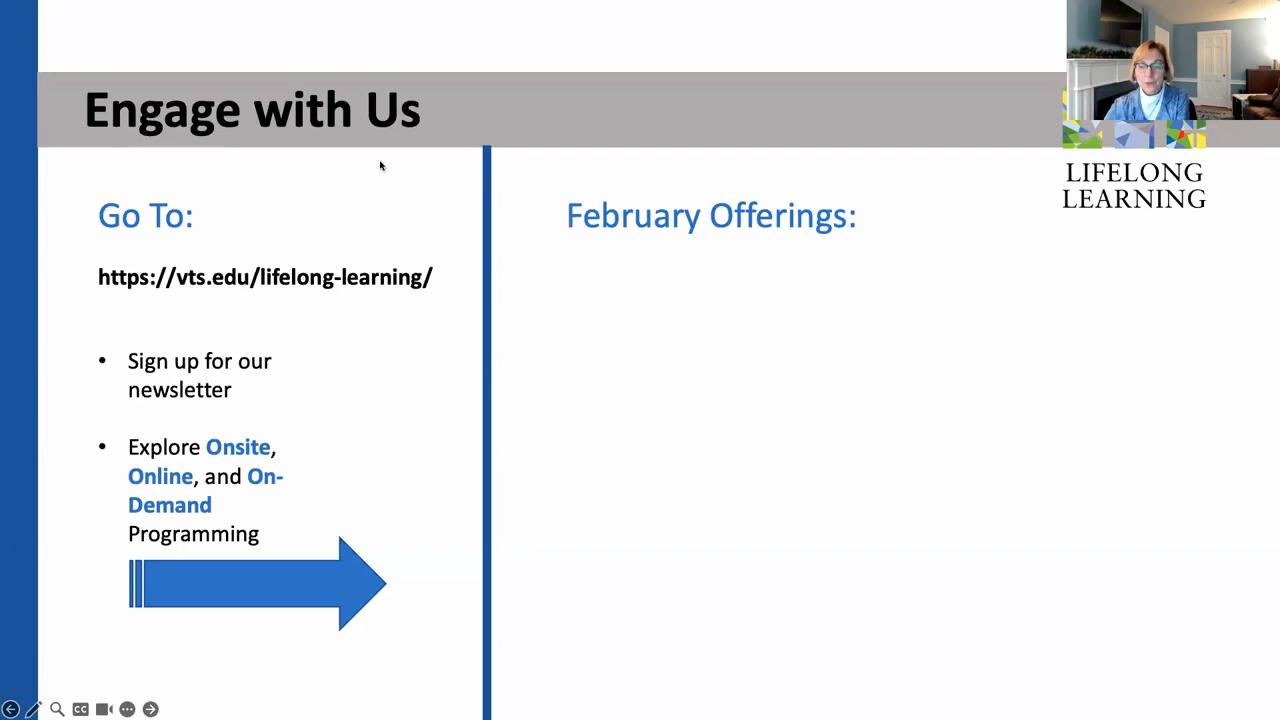 Engage with Us
Go To:
https://vts.edu/lifelong-learning/
• Sign up for our
newsletter
• Explore Onsite,
Online, and On-
Demand
Programming
February Offerings:
LIFELONG
LEARNING
CC